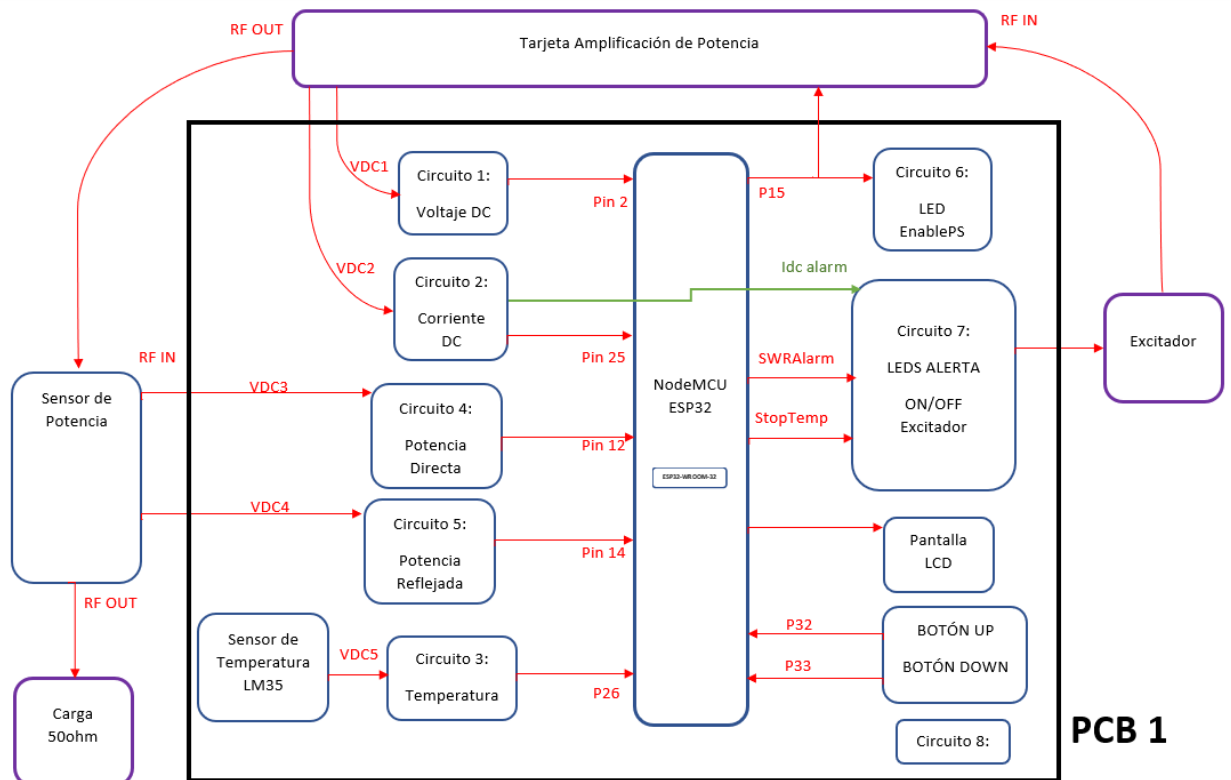 RF OUT
RF IN
Tarjeta Amplificación de Potencia
VDC1
Circuito 1:
Voltaje DC
Pin 2
P15
Circuito 6:
LED
EnablePS
VDC2
Circuito 2:
Corriente
DC
Pin 25
Idc alarm
Circuito 7:
LEDS ALERTA
ON/OFF
Excitador
Excitador
RF IN
Sensor de
Potencia
VDC3
Circuito 4:
Potencia
Directa
Pin 12
NodeMCU
ESP32
ESP32-WROOM-32
SWRAlarm
StopTemp
VDC4
Circuito 5:
Potencia
Reflejada
Pin 14
Pantalla
LCD
RF OUT
Sensor de
Temperatura
LM35
VDC5
Circuito 3:
Temperatura
P26
P32
P33
BOTÓN UP
BOTÓN DOWN
Carga
50ohm
Circuito 8:
PCB 1